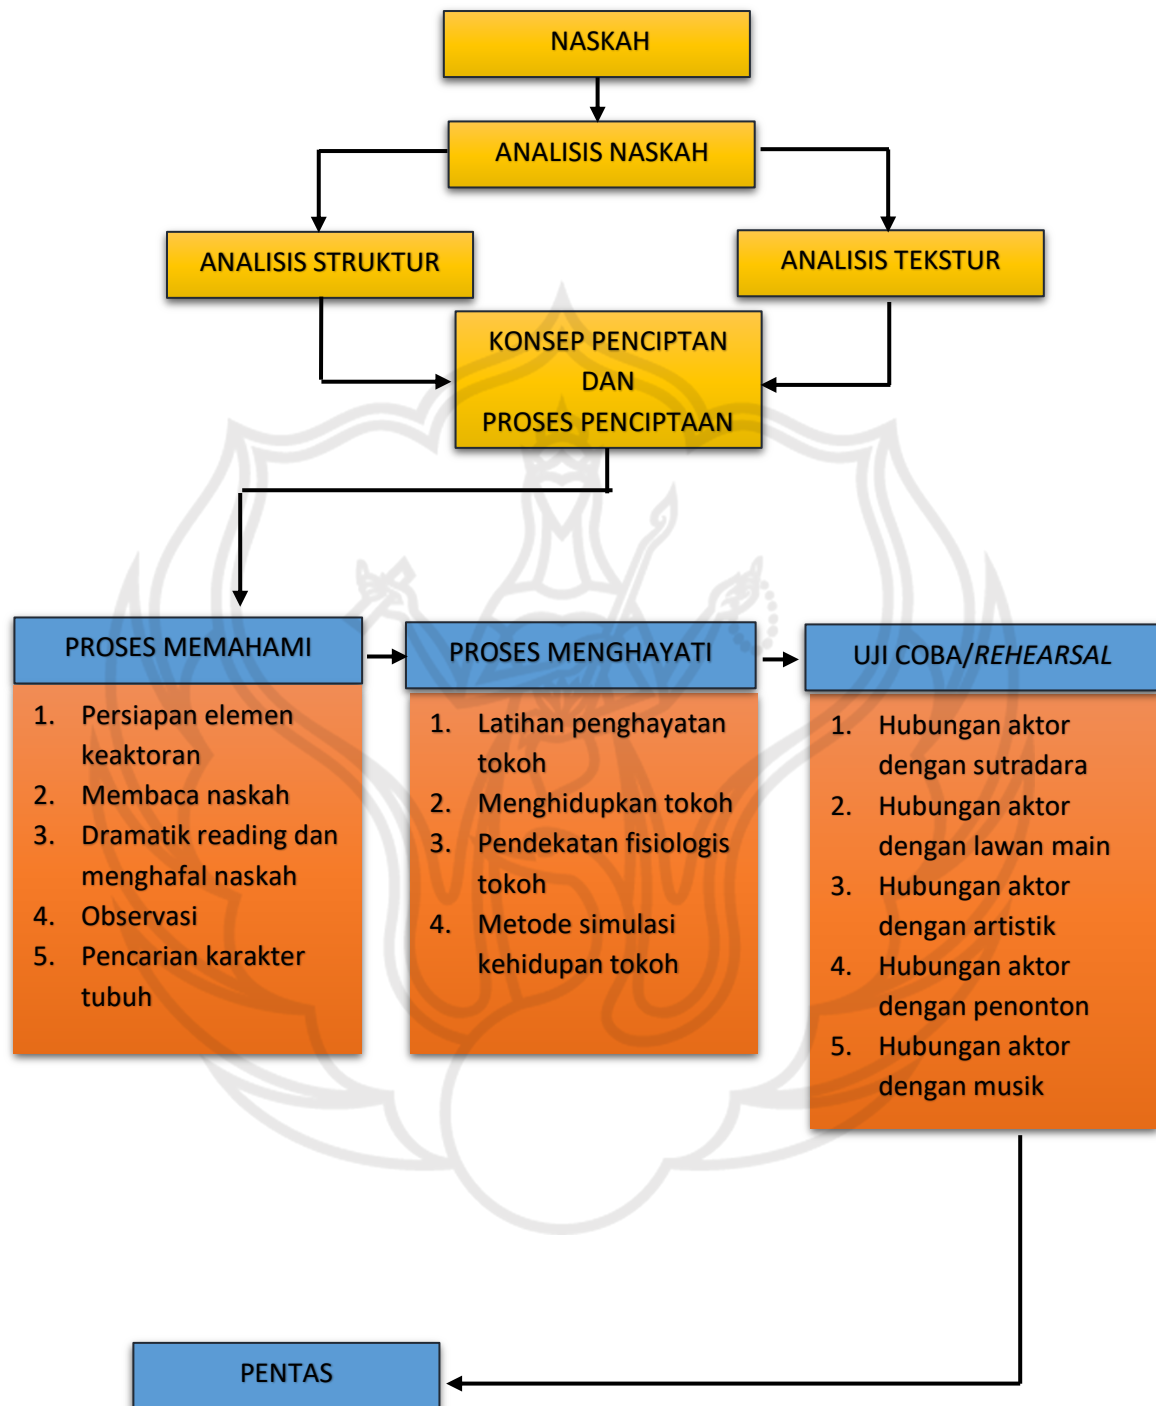 NASKAH
ANALISIS NASKAH
ANALISIS STRUKTUR
ANALISIS TEKSTUR
KONSEP PENCIPTAN
DAN
PROSES PENCIPTAAN
PROSES MEMAHAMI
1. Persiapan elemen
keaktoran
2. Membaca naskah
3. Dramatik reading dan
menghafal naskah
4. Observasi
5. Pencarian karakter
tubuh
PROSES MENGHAYATI
1. Latihan penghayatan
tokoh
2. Menghidupkan tokoh
3. Pendekatan fisiologis
tokoh
4. Metode simulasi
kehidupan tokoh
UJI COBA/REHEARSAL
1. Hubungan aktor
dengan sutradara
2. Hubungan aktor
dengan lawan main
3. Hubungan aktor
dengan artistik
4. Hubungan aktor
dengan penonton
5. Hubungan aktor
dengan musik
PENTAS